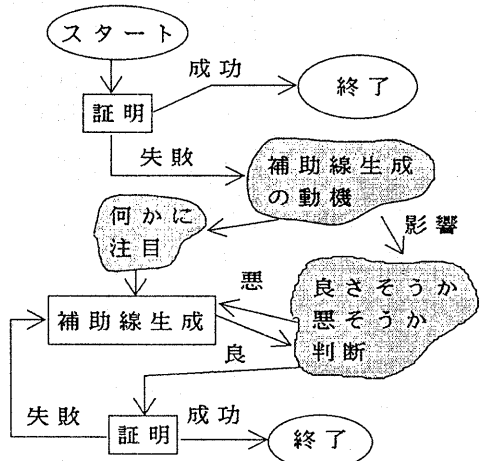 スタート
成功
終了
証明
失敗
補助線生成
の動機
何かに
注目
影響
悪
良さそうか
悪そうか
判断
補助線生成
良
失敗
証明
成功
終了